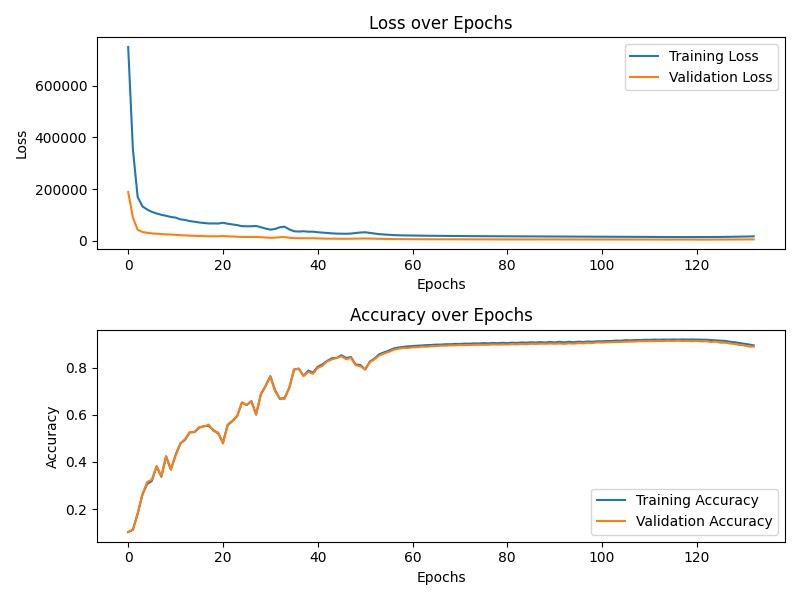 Loss over Epochs
Training Loss
Validation Loss
Loss
600000
400000
200000
0
0 20 40 60 80 100 120
Epochs
Accuracy over Epochs
Accuracy
0.8
0.6
0.4
0.2
Training Accuracy
Validation Accuracy
0 20 40 60 80 100 120
Epochs